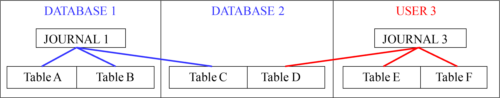 DATABASE 1 DATABASE 2 USER 3
JOURNAL 1 JOURNAL 3
Table A Table B Table C Table D Table E Table F